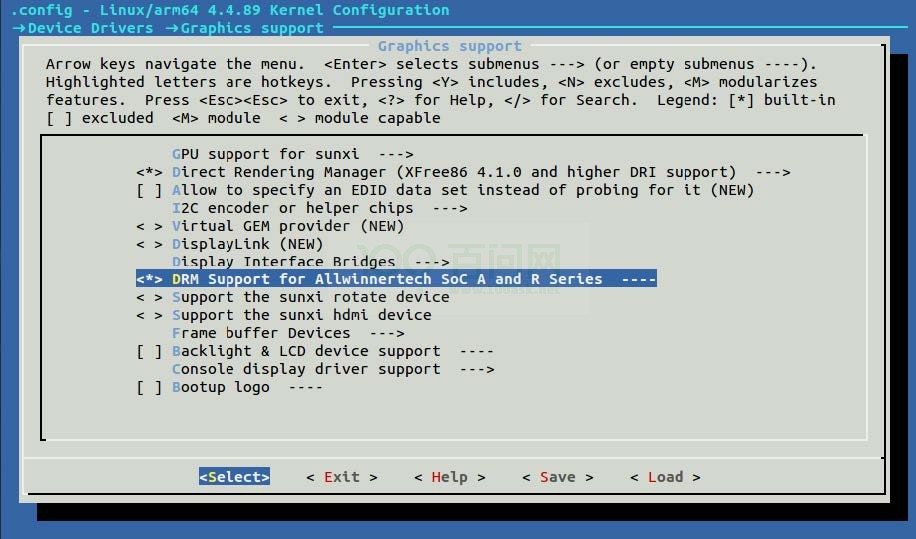 .config - Linux/arm64 4.4.89 Kernel Configuration
→Device Drivers →Graphics support
Graphics support
Arrow keys navigate the menu.  <Enter> selects submenus ---> (or empty submenus ----).
Highlighted letters are hotkeys.  Pressing <Y> includes, <N> excludes, <M> modularizes
features.  Press <Esc><Esc> to exit, <?> for Help, </> for Search.  Legend: [*] built-in
[ ] excluded  <M> module  < > module capable
GPU support for sunxi  --->
<*> Direct Rendering Manager (XFree86 4.1.0 and higher DRI support)  --->
[ ] Allow to specify an EDID data set instead of probing for it (NEW)
I2C encoder or helper chips  --->
< > Virtual GEM provider (NEW)
< > DisplayLink (NEW)
Display Interface Bridges  --->
<*> DRM Support for Allwinnertech SoC A and R Series  ----
< > Support the sunxi rotate device
< > Support the sunxi hdmi device
Frame buffer Devices  --->
[ ] Backlight & LCD device support  ----
Console display driver support  --->
[ ] Bootup logo  ----
<Select>    < Exit >    < Help >    < Save >    < Load >
100 百问网